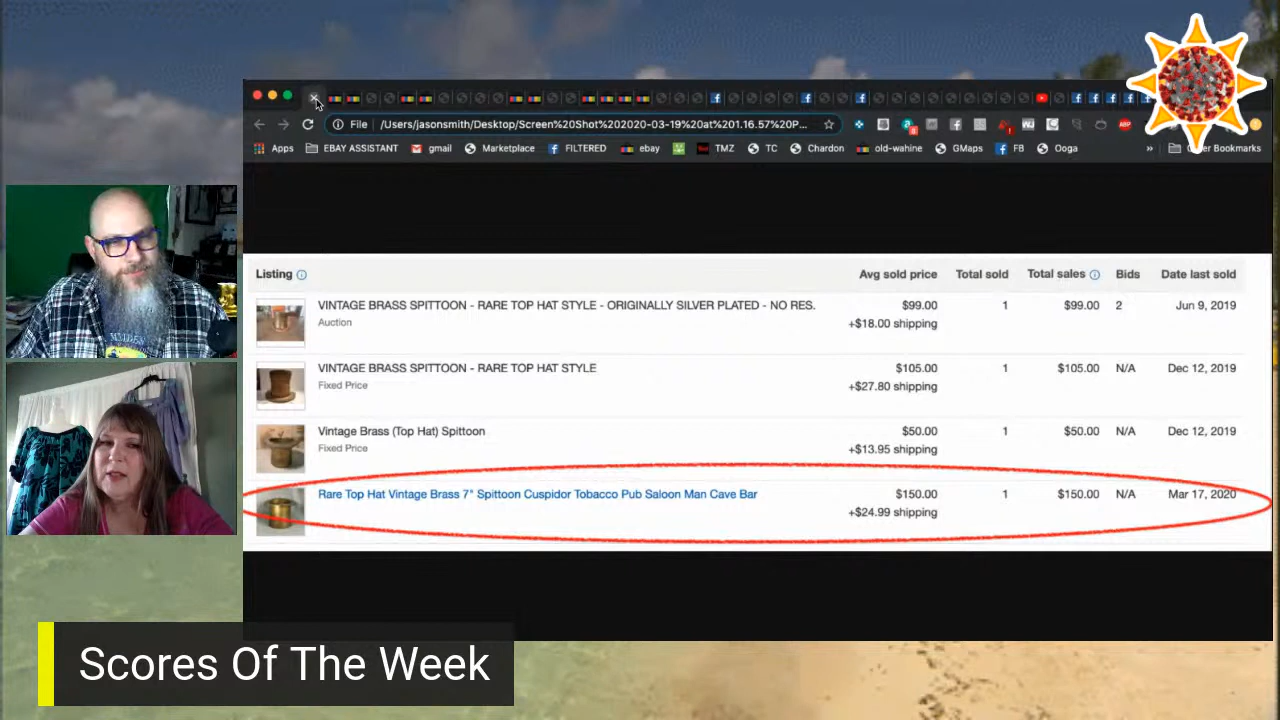 File /Users/jasonsmith/Desktop/Screen%20Shot%202020-03-19%20at%201.16.57%20P...
Apps EBAY ASSISTANT gmail Marketplace FILTERED ebay TMZ TC Chardon old-wahine GMaps FB Ooga » Bookmarks
Listing Avg sold price Total sold Total sales Bids Date last sold
VINTAGE BRASS SPITTOON - RARE TOP HAT STYLE - ORIGINALLY SILVER PLATED - NO RES. $99.00 1 $99.00 2 Jun 9, 2019
Auction +$18.00 shipping
VINTAGE BRASS SPITTOON - RARE TOP HAT STYLE $105.00 1 $105.00 N/A Dec 12, 2019
Fixed Price +$27.80 shipping
Vintage Brass (Top Hat) Spittoon $50.00 1 $50.00 N/A Dec 12, 2019
Fixed Price +$13.95 shipping
Rare Top Hat Vintage Brass 7" Spittoon Cuspidor Tobacco Pub Saloon Man Cave Bar $150.00 1 $150.00 N/A Mar 17, 2020
+$24.99 shipping
Scores Of The Week